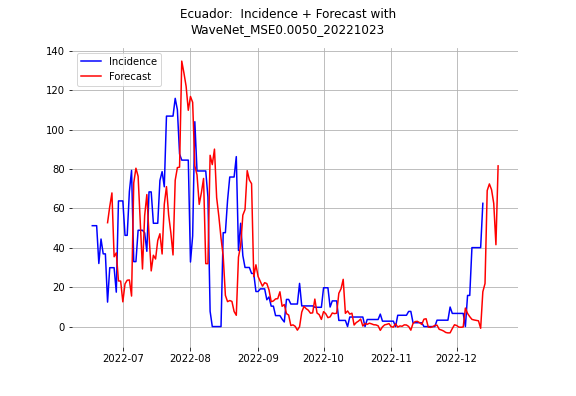 Ecuador:  Incidence + Forecast with
WaveNet_MSE0.0050_20221023
Incidence
Forecast
140
120
100
80
60
40
20
0
2022-07 2022-08 2022-09 2022-10 2022-11 2022-12